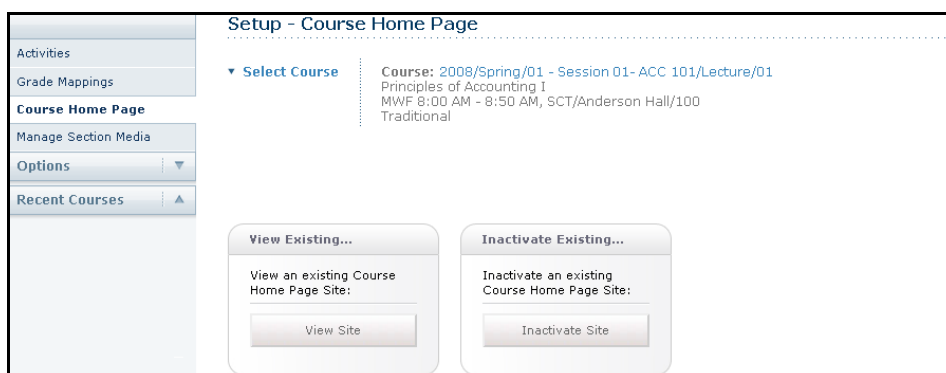 Setup - Course Home Page
Activities
Grade Mappings
Course Home Page
Manage Section Media
Options
Recent Courses
Select Course
Course: 2008/Spring/01 - Session 01- ACC 101/Lecture/01
Principles of Accounting I
MWF 8:00 AM - 8:50 AM, SCT/Anderson Hall/100
Traditional
View Existing...
View an existing Course
Home Page Site:
View Site
Inactivate Existing...
Inactivate an existing
Course Home Page Site:
Inactivate Site